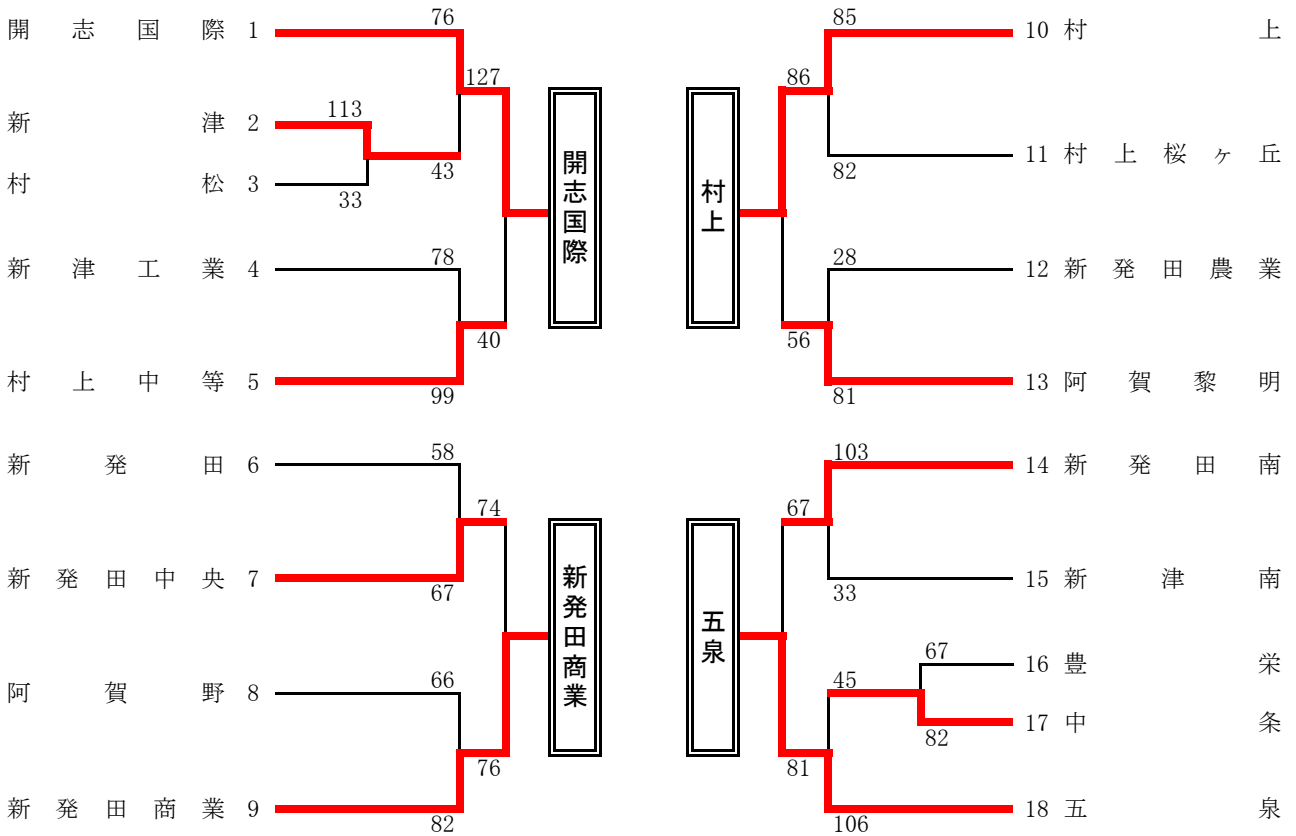 76
開志国際 1
127
113
新津 2
43
村松 3
33
78
新津工業 4
40
村上中等 5
99
開志国際
58
新発田 6
74
新発田中央 7
67
66
阿賀野 8
76
新発田商業 9
82
新発田商業
85
10 村上
86
11 村上桜ヶ丘
82
28
12 新発田農業
56
13 阿賀黎明
81
村上
103
14 新発田南
67
15 新津南
33
67
16 豊栄
45
17 中条
82
81
18 五泉
106
五泉